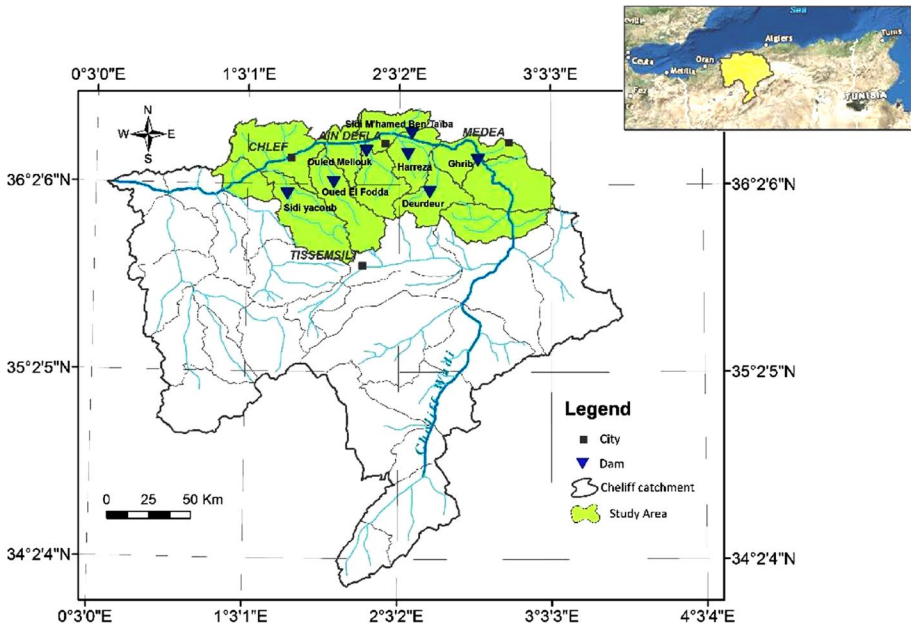 Sea
Algiers
Tunis
Ceuta
Oran
Melilla
Fez
TUNISIA
0°3'0"E 1°3'1"E 2°3'2"E 3°3'3"E
N
W E
S
Sidi M'hamed Ben Taïba
CHLEF
AIN DEFLA
MEDEA
Ouled Mellouk
Harreza
Ghrib
36°2'6"N
36°2'6"N
Oued El Fodda
Sidi yacoub
Deurdeur
TISSEMSILT
35°2'5"N
35°2'5"N
Legend
City
Dam
Cheliff catchment
Study Area
0 25 50 Km
34°2'4"N
34°2'4"N
0°3'0"E 1°3'1"E 2°3'2"E 3°3'3"E 4°3'4"E